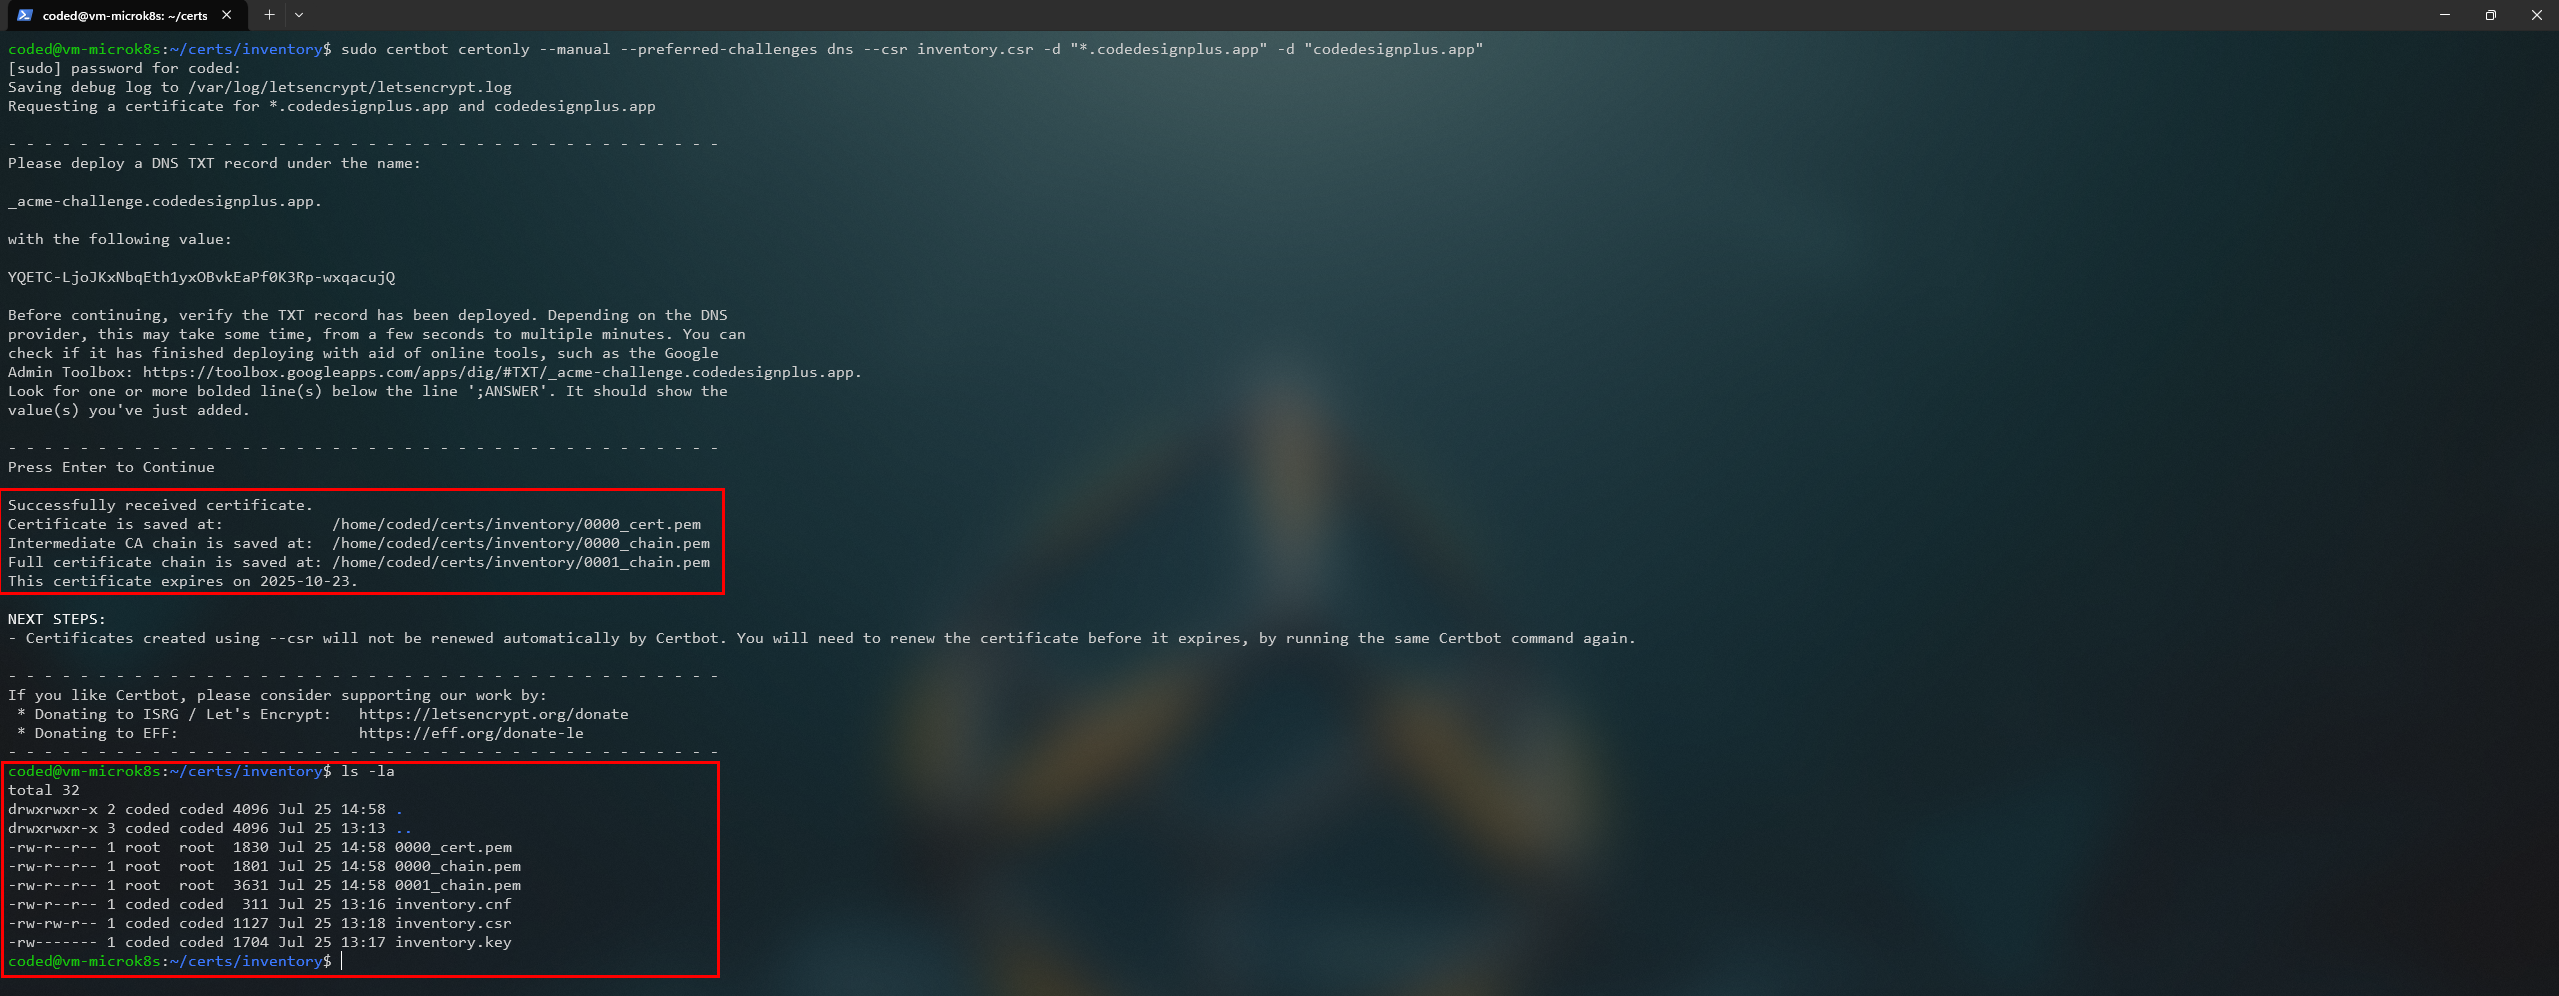 coded@vm-microk8s: ~/certs
coded@vm-microk8s:~/certs/inventory$ sudo certbot certonly --manual --preferred-challenges dns --csr inventory.csr -d "*.codedesignplus.app" -d "codedesignplus.app"
[sudo] password for coded:
Saving debug log to /var/log/letsencrypt/letsencrypt.log
Requesting a certificate for *.codedesignplus.app and codedesignplus.app
- - - - - - - - - - - - - - - - - - - - - - - - - - - - - - - - - - - - - - - -
Please deploy a DNS TXT record under the name:
_acme-challenge.codedesignplus.app.
with the following value:
YQETC-LjoJKxNbqEth1yxOBvkEaPf0K3Rp-wxqacujQ
Before continuing, verify the TXT record has been deployed. Depending on the DNS
provider, this may take some time, from a few seconds to multiple minutes. You can
check if it has finished deploying with aid of online tools, such as the Google
Admin Toolbox: https://toolbox.googleapps.com/apps/dig/#TXT/_acme-challenge.codedesignplus.app.
Look for one or more bolded line(s) below the line ';ANSWER'. It should show the
value(s) you've just added.
- - - - - - - - - - - - - - - - - - - - - - - - - - - - - - - - - - - - - - - -
Press Enter to Continue
Successfully received certificate.
Certificate is saved at:            /home/coded/certs/inventory/0000_cert.pem
Intermediate CA chain is saved at:  /home/coded/certs/inventory/0000_chain.pem
Full certificate chain is saved at: /home/coded/certs/inventory/0001_chain.pem
This certificate expires on 2025-10-23.
NEXT STEPS:
- Certificates created using --csr will not be renewed automatically by Certbot. You will need to renew the certificate before it expires, by running the same Certbot command again.
- - - - - - - - - - - - - - - - - - - - - - - - - - - - - - - - - - - - - - - -
If you like Certbot, please consider supporting our work by:
 * Donating to ISRG / Let's Encrypt:   https://letsencrypt.org/donate
 * Donating to EFF:                    https://eff.org/donate-le
- - - - - - - - - - - - - - - - - - - - - - - - - - - - - - - - - - - - - - - -
coded@vm-microk8s:~/certs/inventory$ ls -la
total 32
drwxrwxr-x 2 coded coded 4096 Jul 25 14:58 .
drwxrwxr-x 3 coded coded 4096 Jul 25 13:13 ..
-rw-r--r-- 1 root  root  1830 Jul 25 14:58 0000_cert.pem
-rw-r--r-- 1 root  root  1801 Jul 25 14:58 0000_chain.pem
-rw-r--r-- 1 root  root  3631 Jul 25 14:58 0001_chain.pem
-rw-r--r-- 1 coded coded  311 Jul 25 13:16 inventory.cnf
-rw-rw-r-- 1 coded coded 1127 Jul 25 13:18 inventory.csr
-rw------- 1 coded coded 1704 Jul 25 13:17 inventory.key
coded@vm-microk8s:~/certs/inventory$